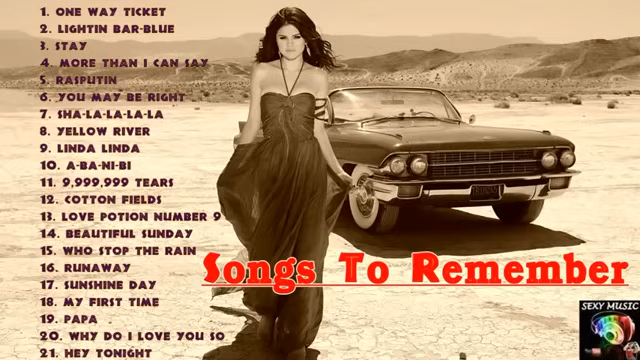 1. ONE WAY TICKET
2. LIGHTIN BAR-BLUE
3. STAY
4. MORE THAN I CAN SAY
5. RASPUTIN
6. YOU MAY BE RIGHT
7. SHA-LA-LA-LA-LA
8. YELLOW RIVER
9. LINDA LINDA
10. A-BA-NI-BI
11. 9,999,999 TEARS
12. COTTON FIELDS
13. LOVE POTION NUMBER 9
14. BEAUTIFUL SUNDAY
15. WHO STOP THE RAIN
16. RUNAWAY
17. SUNSHINE DAY
18. MY FIRST TIME
19. PAPA
20. WHY DO I LOVE YOU SO
21. HEY TONIGHT
Songs To Remember
SEXY MUSIC